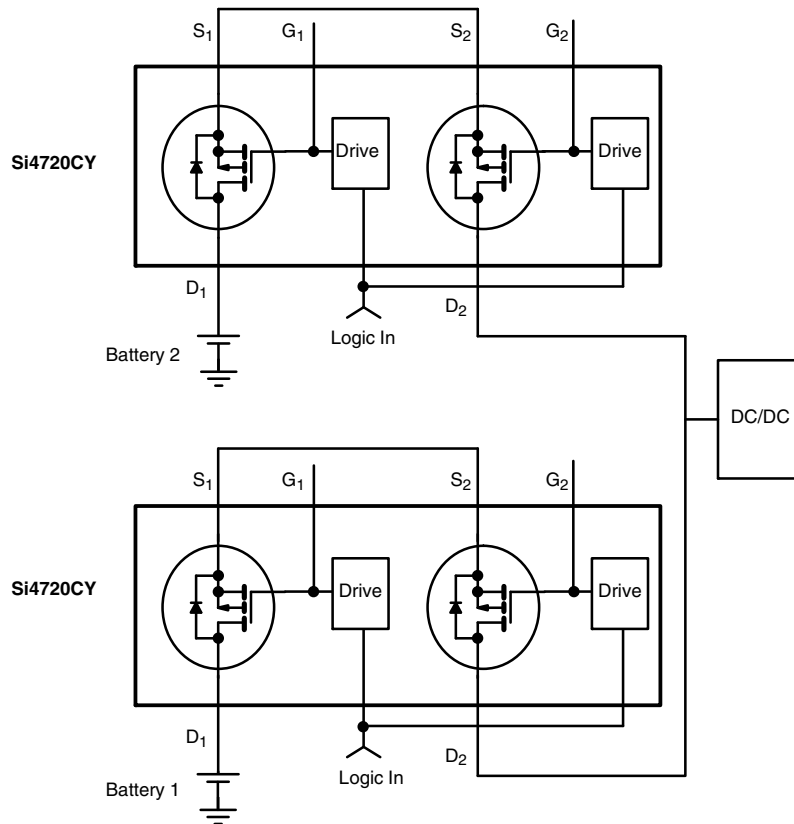 S1 G1 S2 G2
Si4720CY
Drive Drive
D1 D2
Logic In
Battery 2
DC/DC
S1 G1 S2 G2
Si4720CY
Drive Drive
D1 D2
Logic In
Battery 1